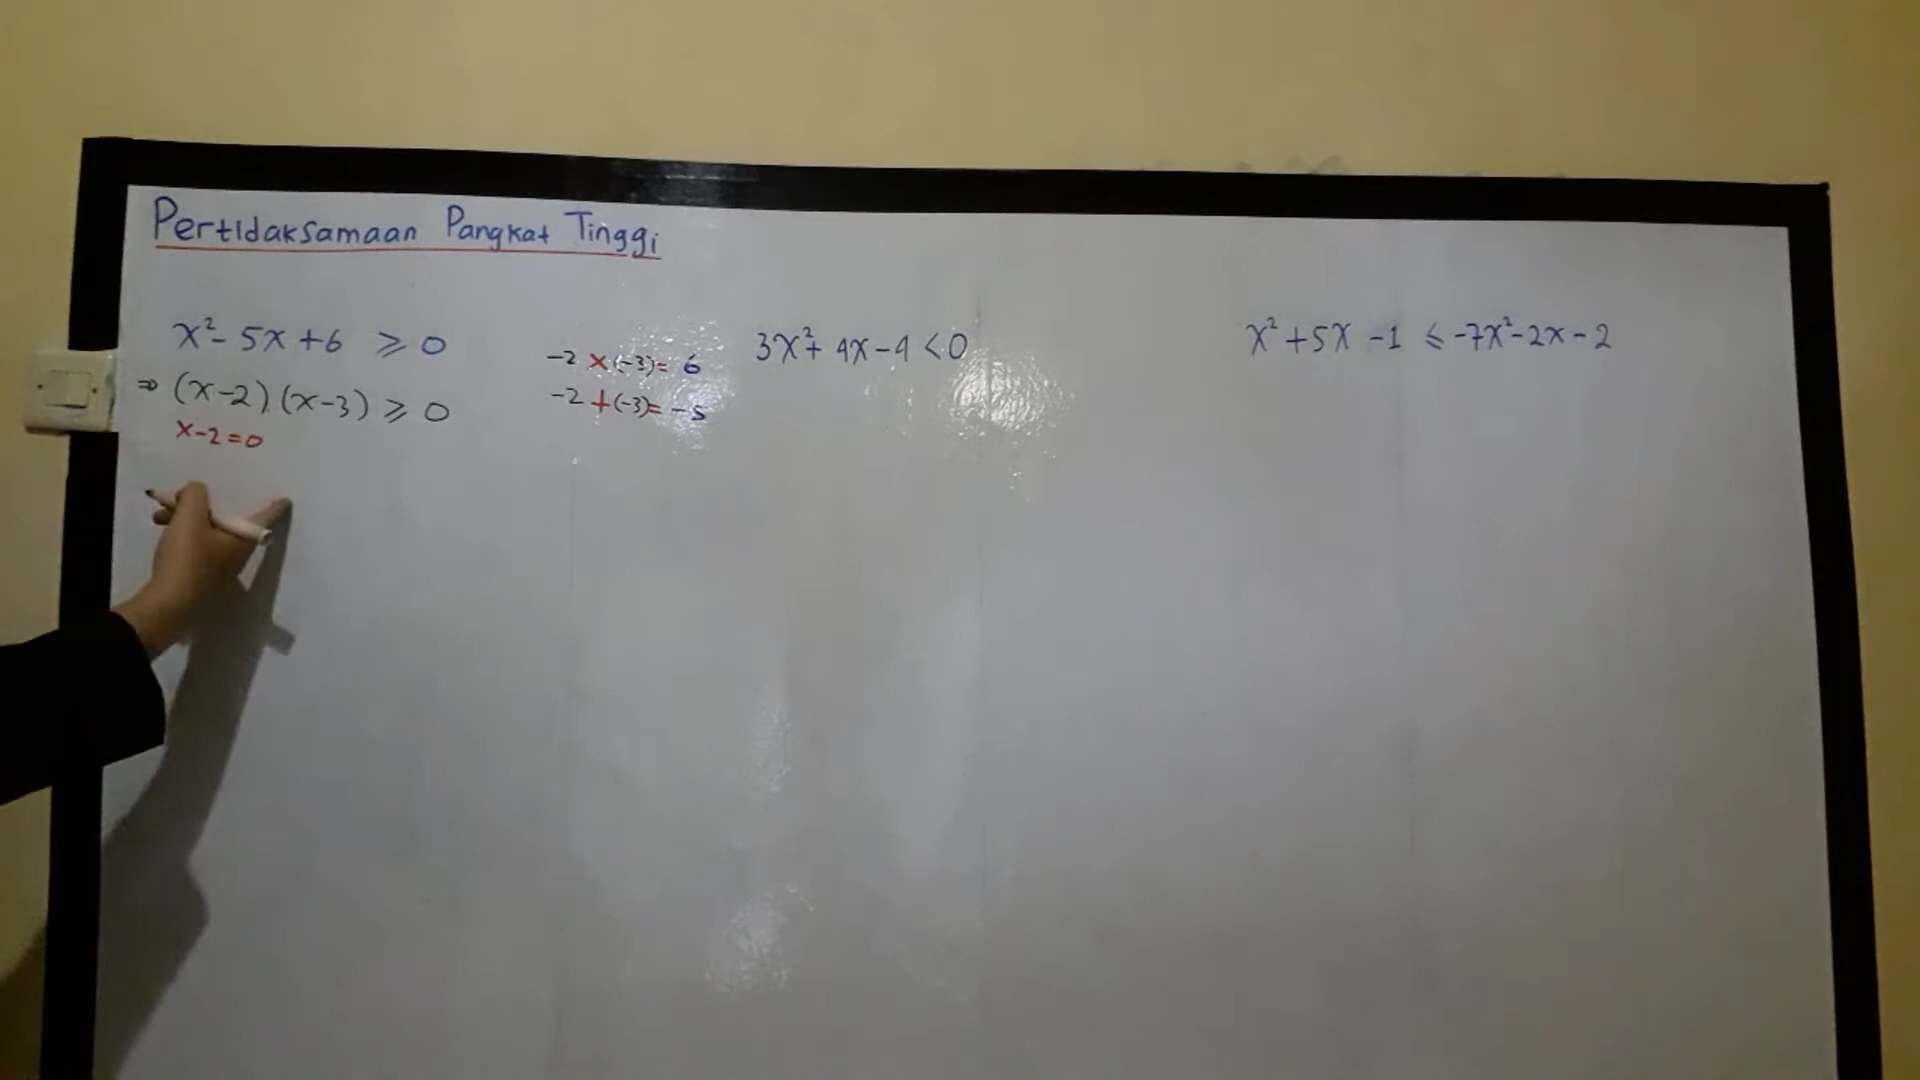 Pertidaksamaan Pangkat Tinggi
x² - 5x + 6 ⩾ 0
⇒ (x-2).(x-3) ⩾ 0
x-2=0
-2 x (-3) = 6
-2 + (-3) = -5
3x² + 4x - 4 < 0
x² + 5x - 1 ⩽ -7x² - 2x - 2